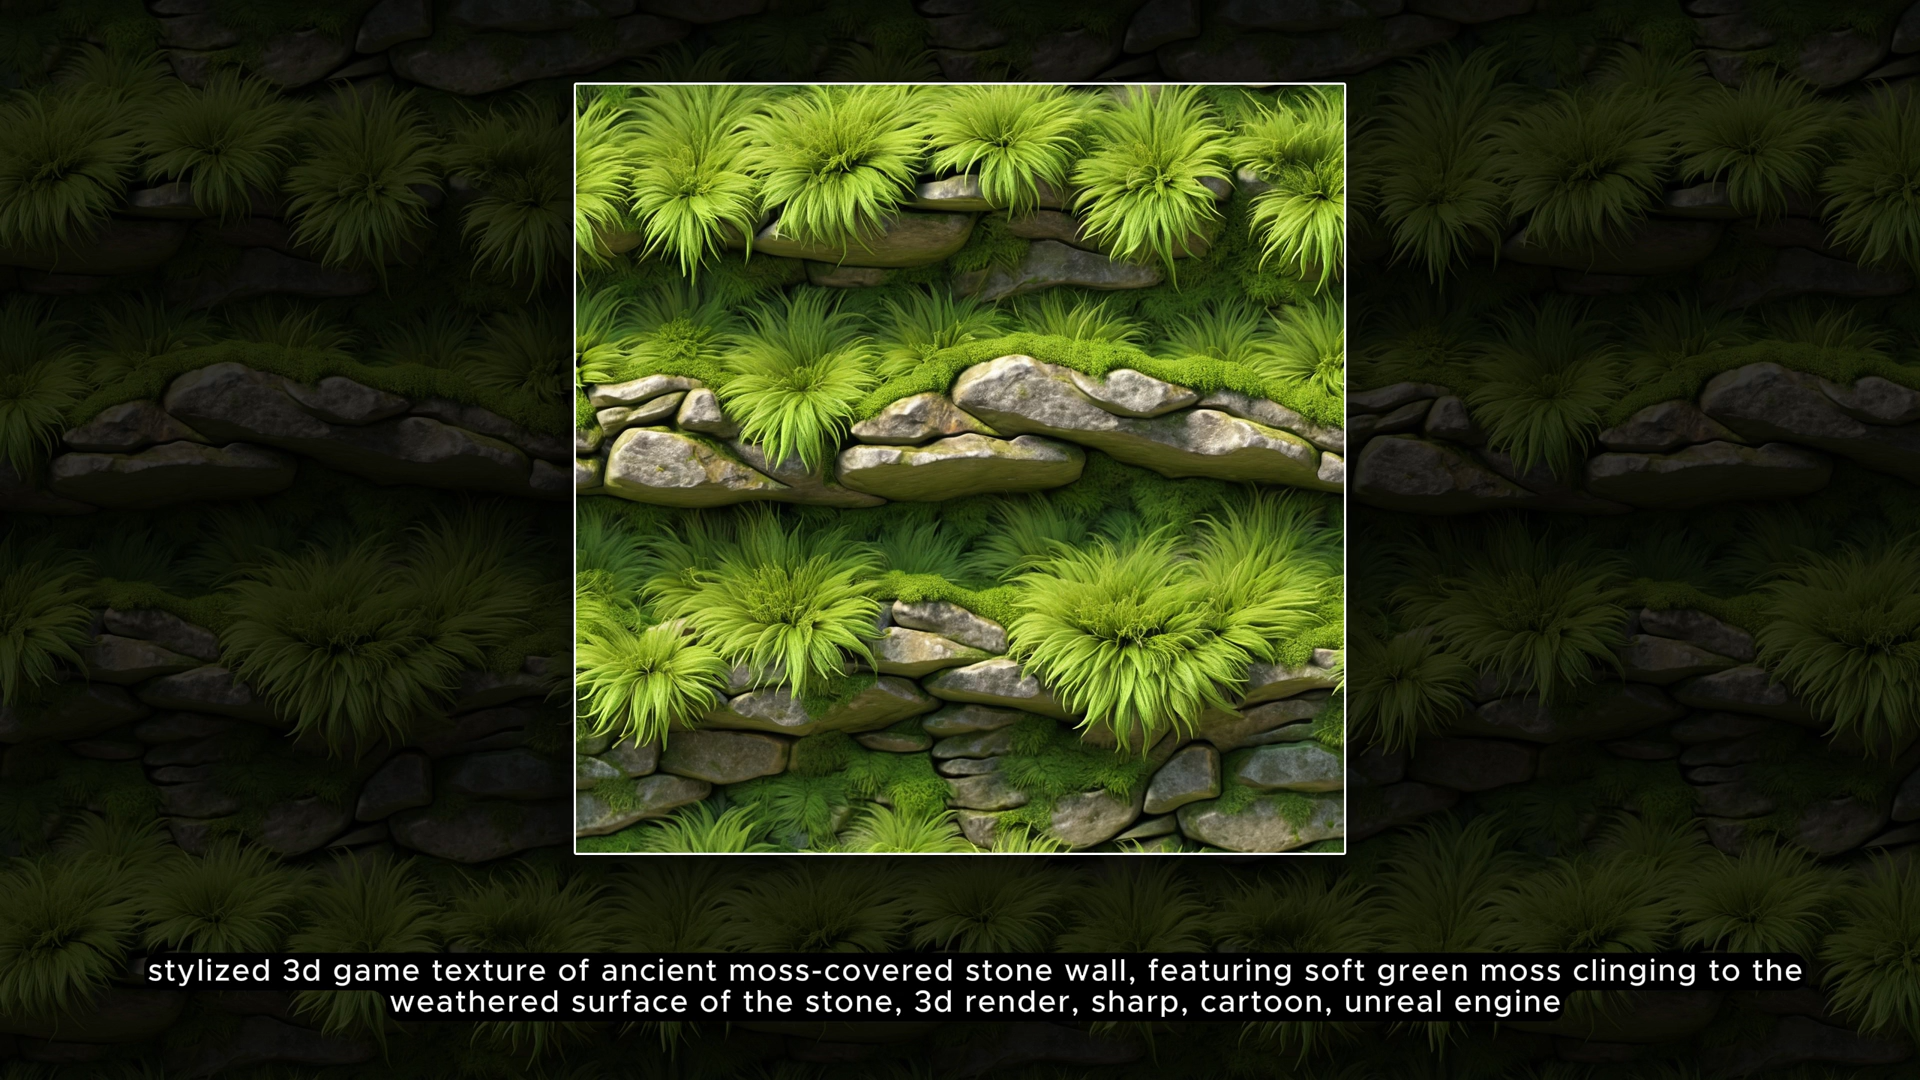 stylized 3d game texture of ancient moss-covered stone wall, featuring soft green moss clinging to the
weathered surface of the stone, 3d render, sharp, cartoon, unreal engine